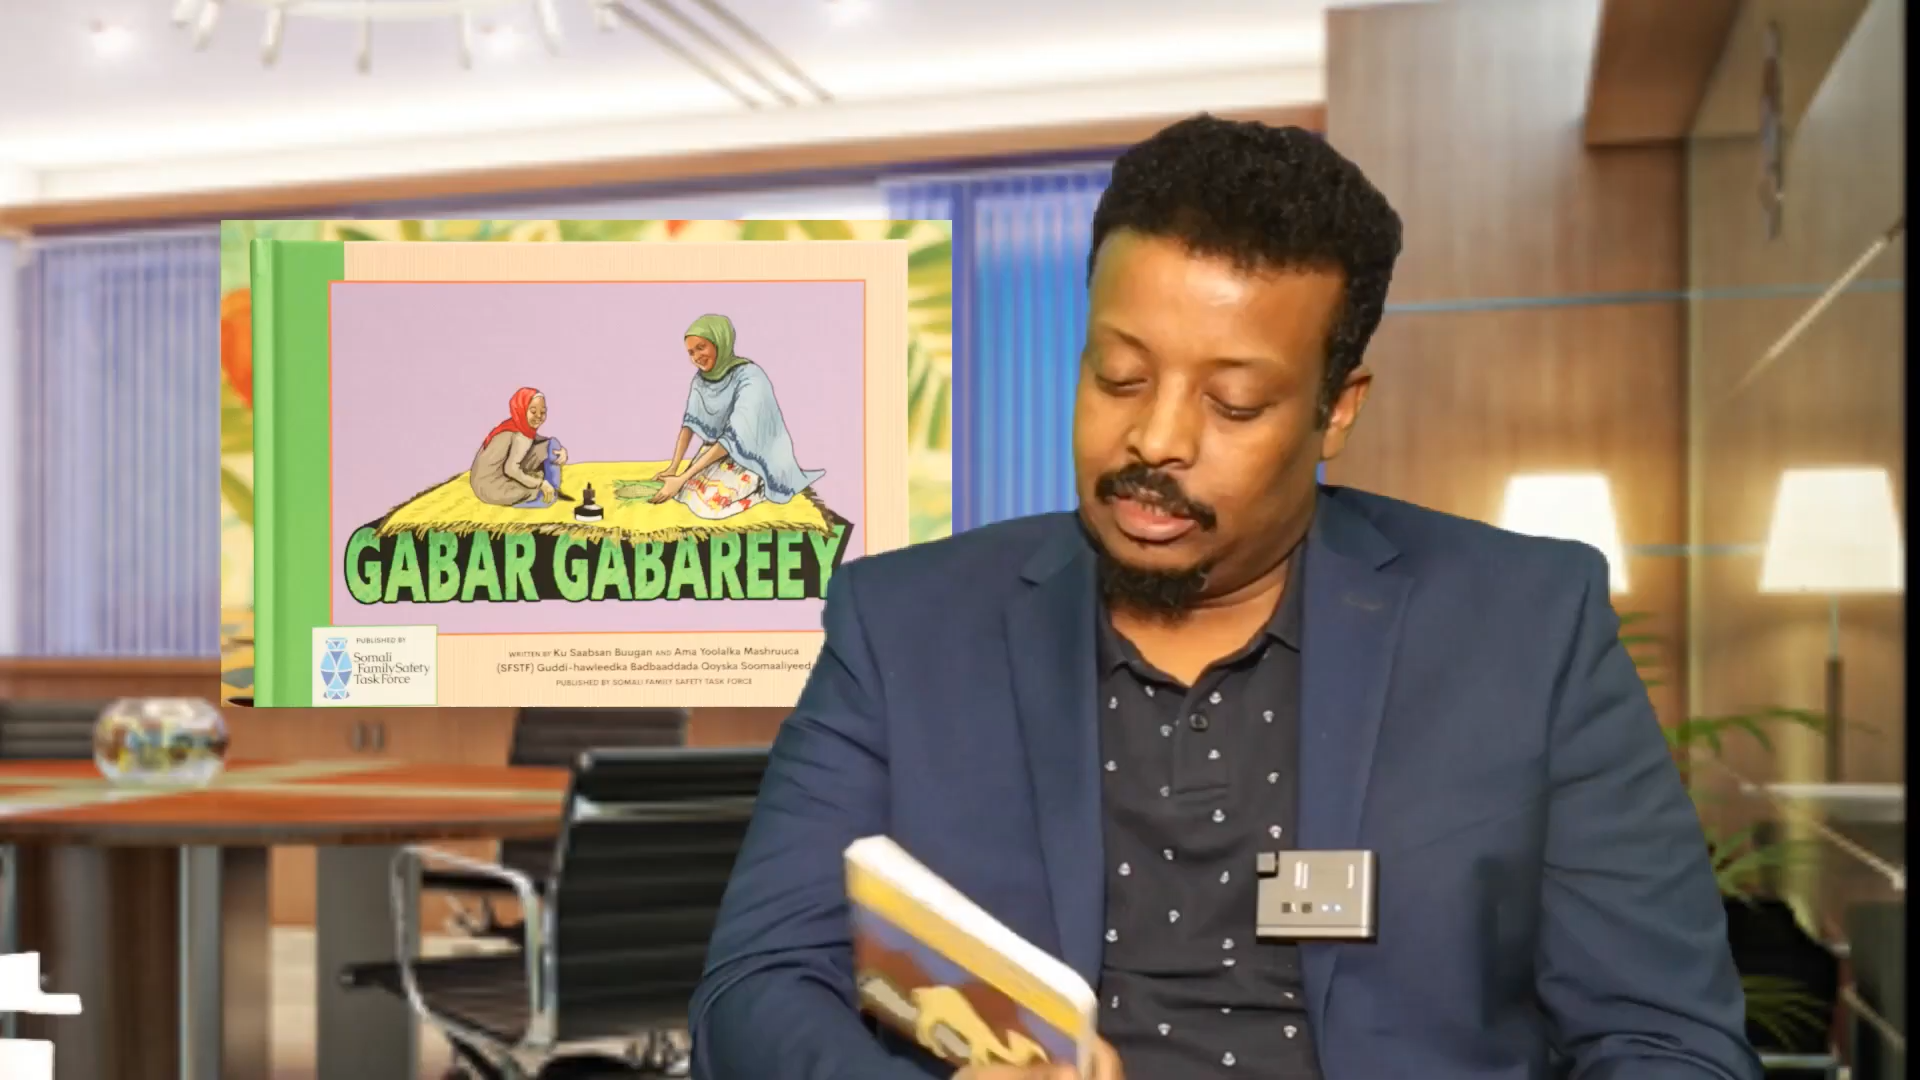 GABAR GABAREEY
PUBLISHED BY
Somali
Family Safety
Task Force
WRITTEN BY Ku Saabsan Buugan AND Ama Yoolalka Mashruuca
(SFSTF) Guddi-hawleedka Badbaaddada Qoyska Soomaaliyeed
PUBLISHED BY SOMALI FAMILY SAFETY TASK FORCE